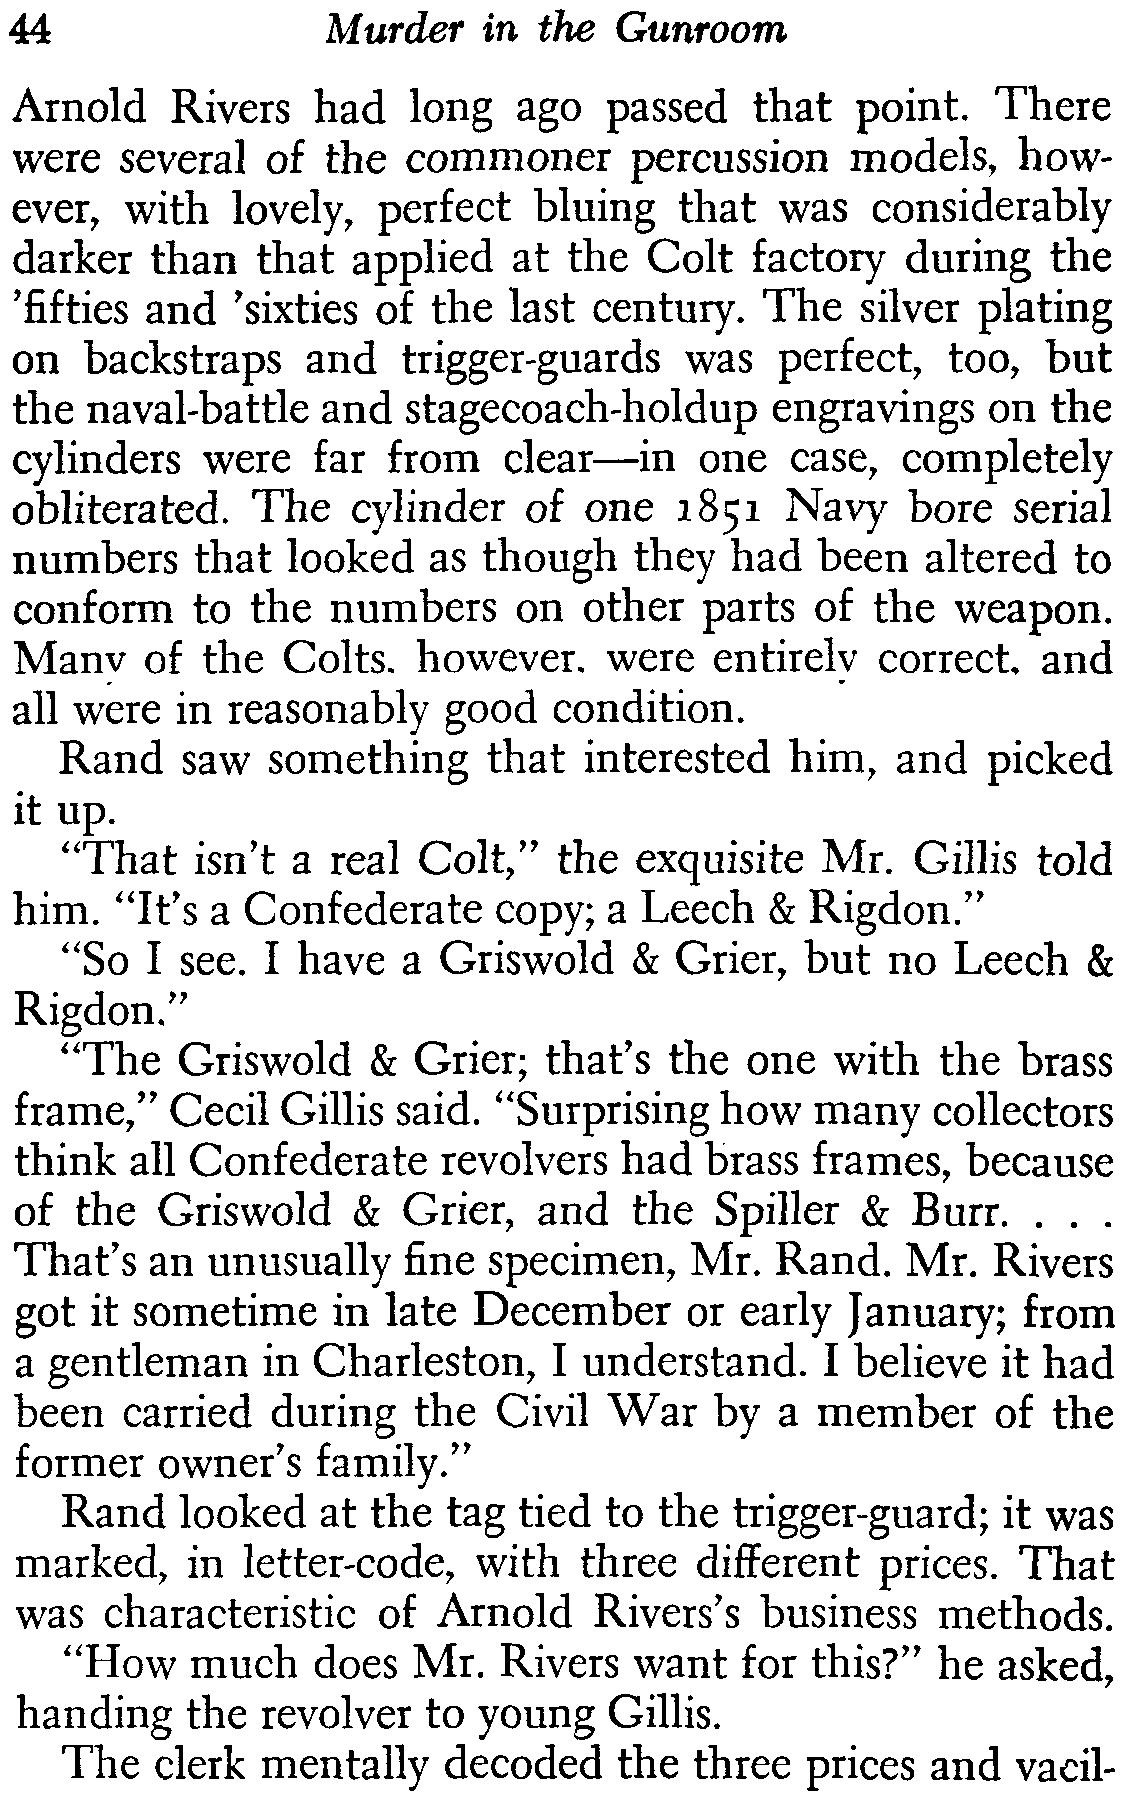 44 Murder in the Gunroom
Arnold Rivers had long ago passed that point. There
were several of the commoner percussion models, how-
ever, with lovely, perfect bluing that was considerably
darker than that applied at the Colt factory during the
’fifties and ’sixties of the last century. The silver plating
on backstraps and trigger-guards was perfect, too, but
the naval-battle and stagecoach-holdup engravings on the
cylinders were far from clear—in one case, completely
obliterated. The cylinder of one 1851 Navy bore serial
numbers that looked as though they had been altered to
conform to the numbers on other parts of the weapon.
Many of the Colts, however, were entirely correct, and
all were in reasonably good condition.
Rand saw something that interested him, and picked
it up.
“That isn’t a real Colt,” the exquisite Mr. Gillis told
him. “It’s a Confederate copy; a Leech & Rigdon.”
“So I see. I have a Griswold & Grier, but no Leech &
Rigdon.”
“The Griswold & Grier; that’s the one with the brass
frame,” Cecil Gillis said. “Surprising how many collectors
think all Confederate revolvers had brass frames, because
of the Griswold & Grier, and the Spiller & Burr. . . .
That’s an unusually fine specimen, Mr. Rand. Mr. Rivers
got it sometime in late December or early January; from
a gentleman in Charleston, I understand. I believe it had
been carried during the Civil War by a member of the
former owner’s family.”
Rand looked at the tag tied to the trigger-guard; it was
marked, in letter-code, with three different prices. That
was characteristic of Arnold Rivers’s business methods.
“How much does Mr. Rivers want for this?” he asked,
handing the revolver to young Gillis.
The clerk mentally decoded the three prices and vacil-